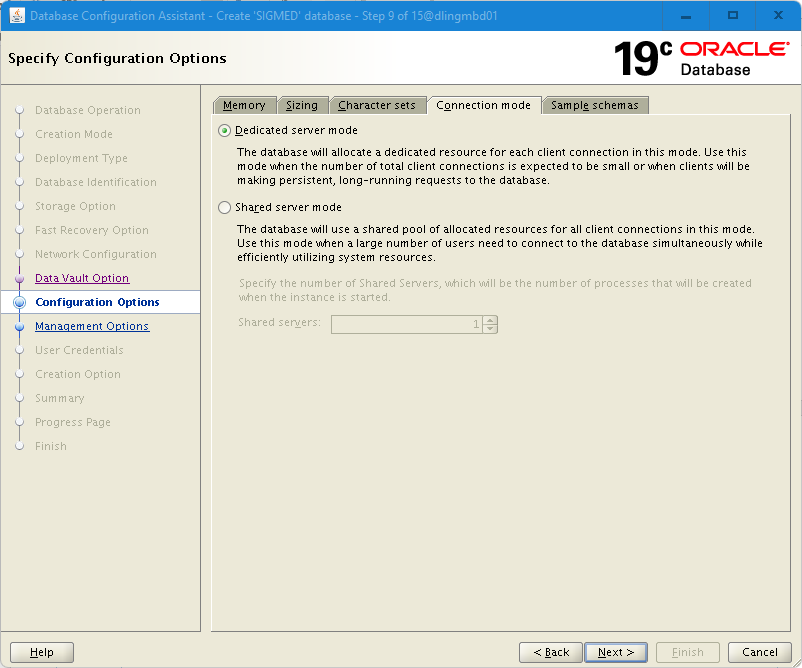 Database Configuration Assistant - Create 'SIGMED' database - Step 9 of 15@dlingmbd01
Specify Configuration Options
19c ORACLE
Database
Database Operation
Creation Mode
Deployment Type
Database Identification
Storage Option
Fast Recovery Option
Network Configuration
Data Vault Option
Configuration Options
Management Options
User Credentials
Creation Option
Summary
Progress Page
Finish
Memory Sizing Character sets Connection mode Sample schemas
Dedicated server mode
The database will allocate a dedicated resource for each client connection in this mode. Use this
mode when the number of total client connections is expected to be small or when clients will be
making persistent, long-running requests to the database.
Shared server mode
The database will use a shared pool of allocated resources for all client connections in this mode.
Use this mode when a large number of users need to connect to the database simultaneously while
efficiently utilizing system resources.
Specify the number of Shared Servers, which will be the number of processes that will be created
when the instance is started.
Shared servers: 1
Help < Back Next > Finish Cancel